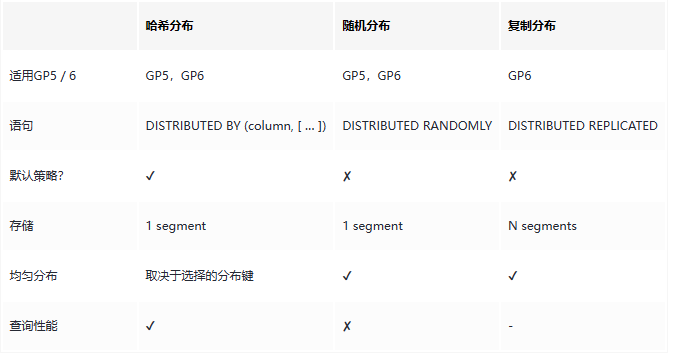 哈希分布 随机分布 复制分布
适用GP5 / 6 GP5，GP6 GP5，GP6 GP6
语句 DISTRIBUTED BY (column, [ ... ]) DISTRIBUTED RANDOMLY DISTRIBUTED REPLICATED
默认策略? ✓ ✗ ✗
存储 1 segment 1 segment N segments
均匀分布 取决于选择的分布键 ✓ ✓
查询性能 ✓ ✗ -